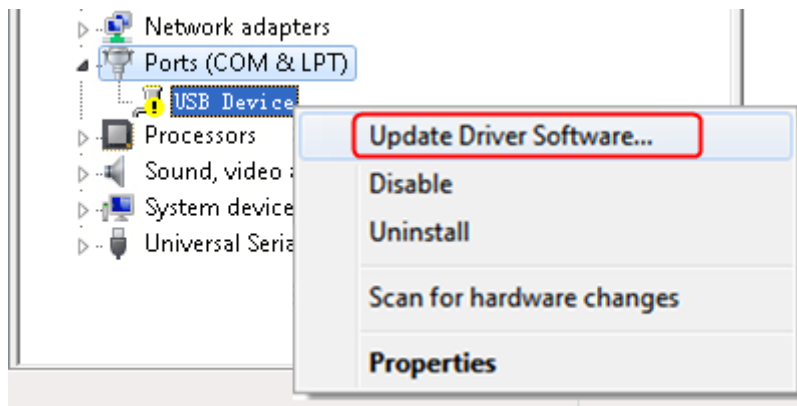 Network adapters
Ports (COM & LPT)
USB Device
Processors
Sound, video
System device
Universal Seria
Update Driver Software...
Disable
Uninstall
Scan for hardware changes
Properties